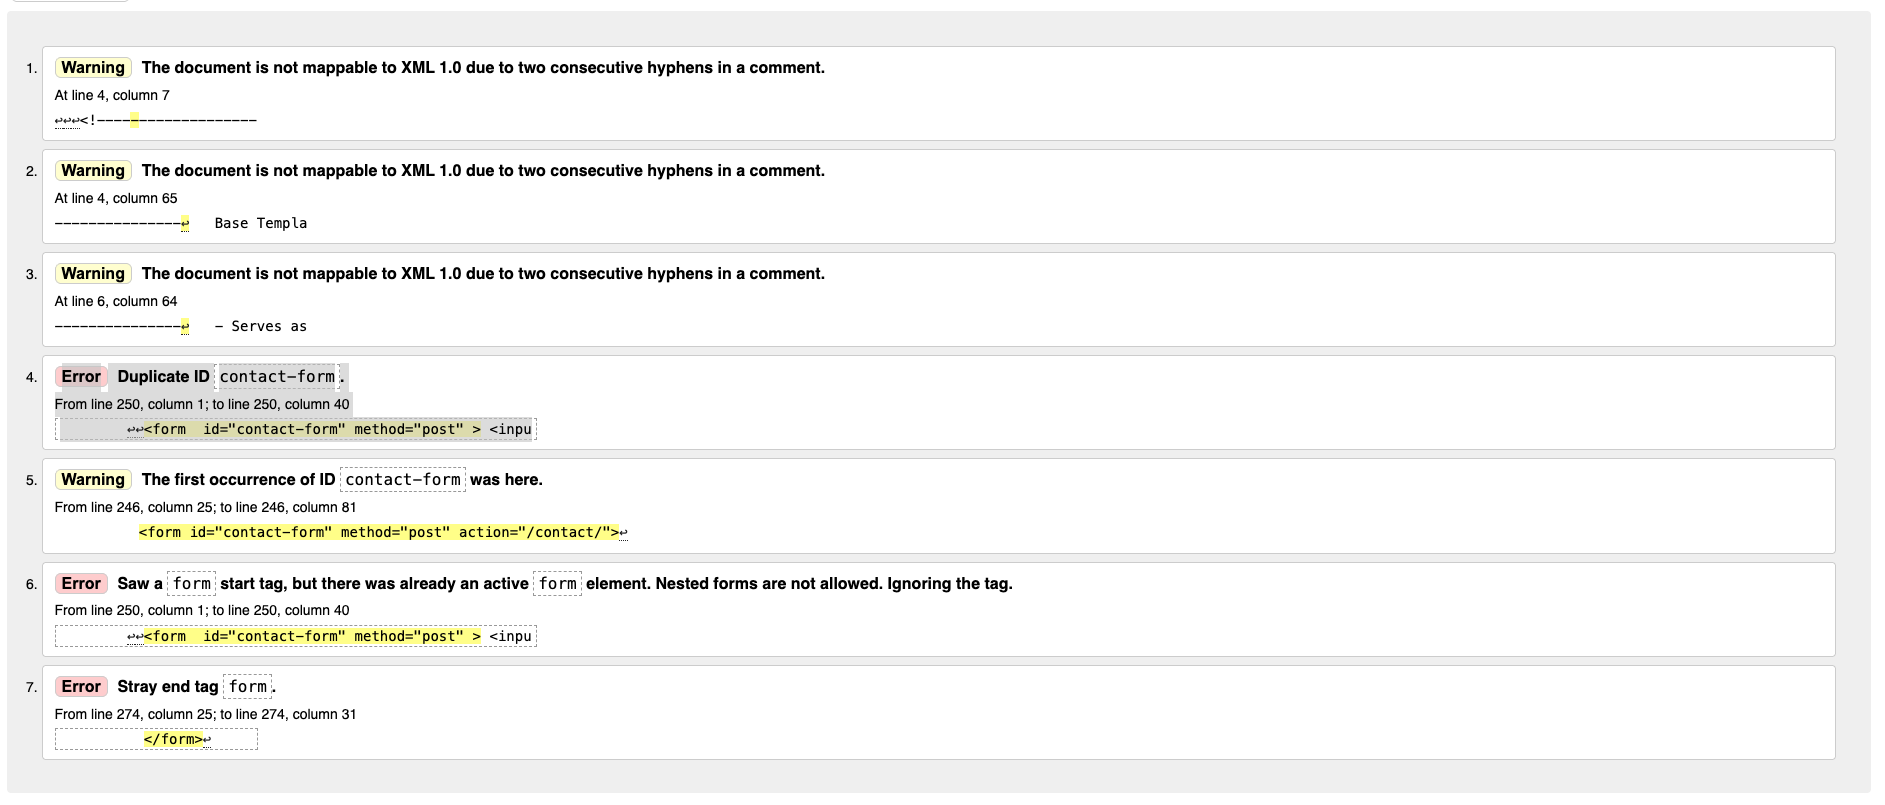 1. Warning The document is not mappable to XML 1.0 due to two consecutive hyphens in a comment.
At line 4, column 7
↩↩↩<!-------------------
2. Warning The document is not mappable to XML 1.0 due to two consecutive hyphens in a comment.
At line 4, column 65
---------------↩   Base Templa
3. Warning The document is not mappable to XML 1.0 due to two consecutive hyphens in a comment.
At line 6, column 64
---------------↩   - Serves as
4. Error Duplicate ID contact-form.
From line 250, column 1; to line 250, column 40
↩↩<form  id="contact-form" method="post" > <inpu
5. Warning The first occurrence of ID contact-form was here.
From line 246, column 25; to line 246, column 81
<form id="contact-form" method="post" action="/contact/">↩
6. Error Saw a form start tag, but there was already an active form element. Nested forms are not allowed. Ignoring the tag.
From line 250, column 1; to line 250, column 40
↩↩<form  id="contact-form" method="post" > <inpu
7. Error Stray end tag form.
From line 274, column 25; to line 274, column 31
</form>↩